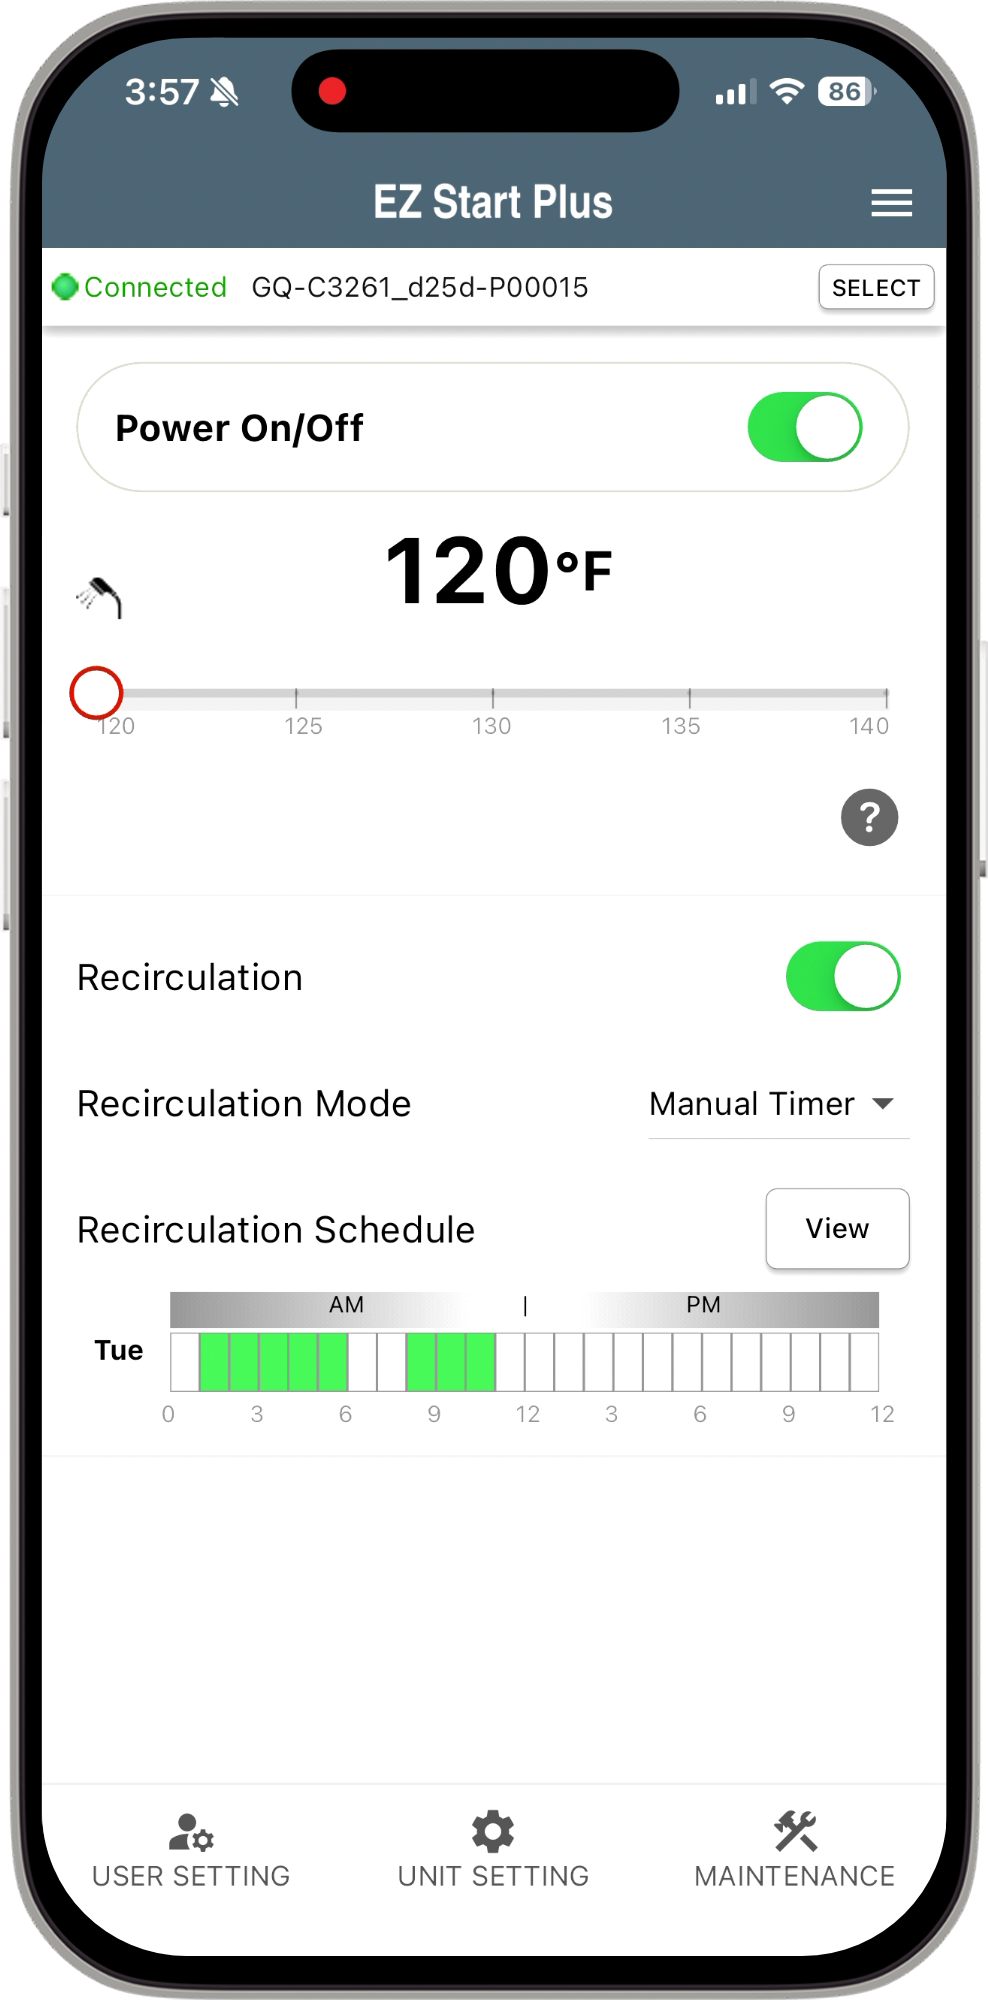 3:57 86
EZ Start Plus
Connected GQ-C3261_d25d-P00015 SELECT
Power On/Off
120°F
120 125 130 135 140
?
Recirculation
Recirculation Mode Manual Timer
Recirculation Schedule View
AM | PM
Tue
0 3 6 9 12 3 6 9 12
USER SETTING UNIT SETTING MAINTENANCE